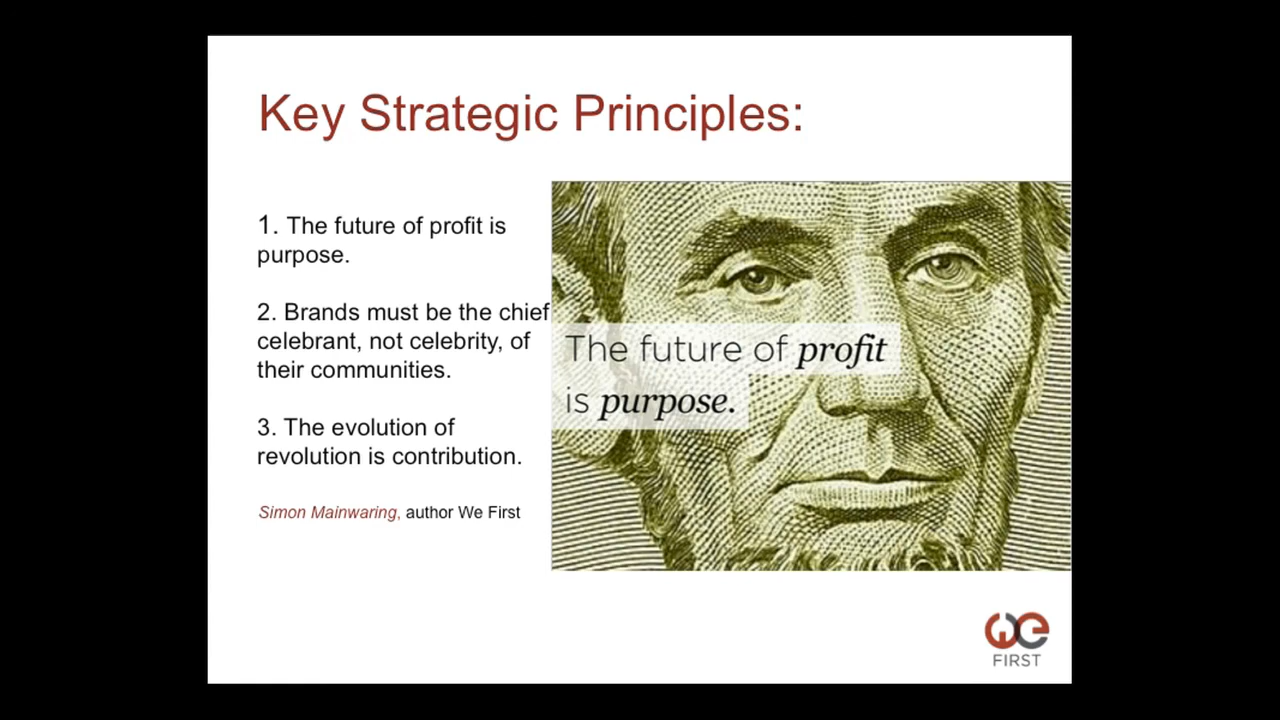 Key Strategic Principles:
1. The future of profit is
purpose.
2. Brands must be the chief
celebrant, not celebrity, of
their communities.
3. The evolution of
revolution is contribution.
Simon Mainwaring, author We First
The future of profit
is purpose.
we
FIRST